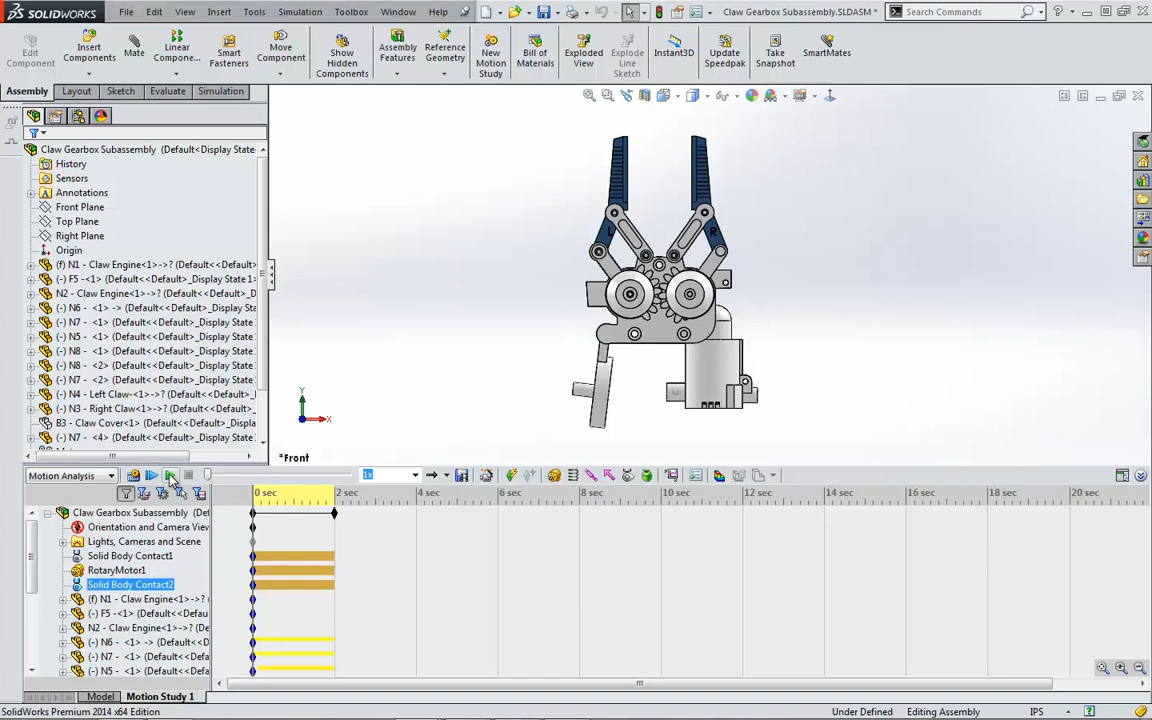 SOLIDWORKS File Edit View Insert Tools Simulation Toolbox Window Help Claw Gearbox Subassembly.SLDASM * Search Commands
Edit Component
Insert Components
Mate
Linear Compone...
Smart Fasteners
Move Component
Show Hidden Components
Assembly Features
Reference Geometry
New Motion Study
Bill of Materials
Exploded View
Explode Line Sketch
Instant3D
Update Speedpak
Take Snapshot
SmartMates
Assembly Layout Sketch Evaluate Simulation
Claw Gearbox Subassembly (Default<Display State-
History
Sensors
Annotations
Front Plane
Top Plane
Right Plane
Origin
(f) N1 - Claw Engine<1>->? (Default<<Default>
(-) F5 -<1> (Default<<Default>_Display State 1
N2 - Claw Engine<1>->? (Default<<Default>
(-) N6 - <1> -> (Default<<Default>_Display St
(-) N7 - <1> (Default<<Default>_Display State
(-) N5 - <1> (Default<<Default>_Display State
(-) N8 - <1> (Default<<Default>_Display State
(-) N8 - <2> (Default<<Default>_Display State
(-) N7 - <2> (Default<<Default>_Display State
(-) N4 - Left Claw-<1> (Default<<Default>_Dis
(-) N3 - Right Claw<1>->? (Default<<Default>
B3 - Claw Cover<1> (Default<<Default>_Displa
(-) N7 - <4> (Default<<Default>_Display State
L
R
Y
X
*Front
Motion Analysis 1x
0 sec 2 sec 4 sec 6 sec 8 sec 10 sec 12 sec 14 sec 16 sec 18 sec 20 sec
Claw Gearbox Subassembly (Def
Orientation and Camera View
Lights, Cameras and Scene
Solid Body Contact1
RotaryMotor1
Solid Body Contact2
(f) N1 - Claw Engine<1>->? (
(-) F5 -<1> (Default<<Defau
N2 - Claw Engine<1>->? (De
(-) N6 - <1> -> (Default<<D
(-) N7 - <1> (Default<<Defa
(-) N5 - <1> (Default<<Defa
Model Motion Study 1
SolidWorks Premium 2014 x64 Edition Under Defined Editing Assembly IPS